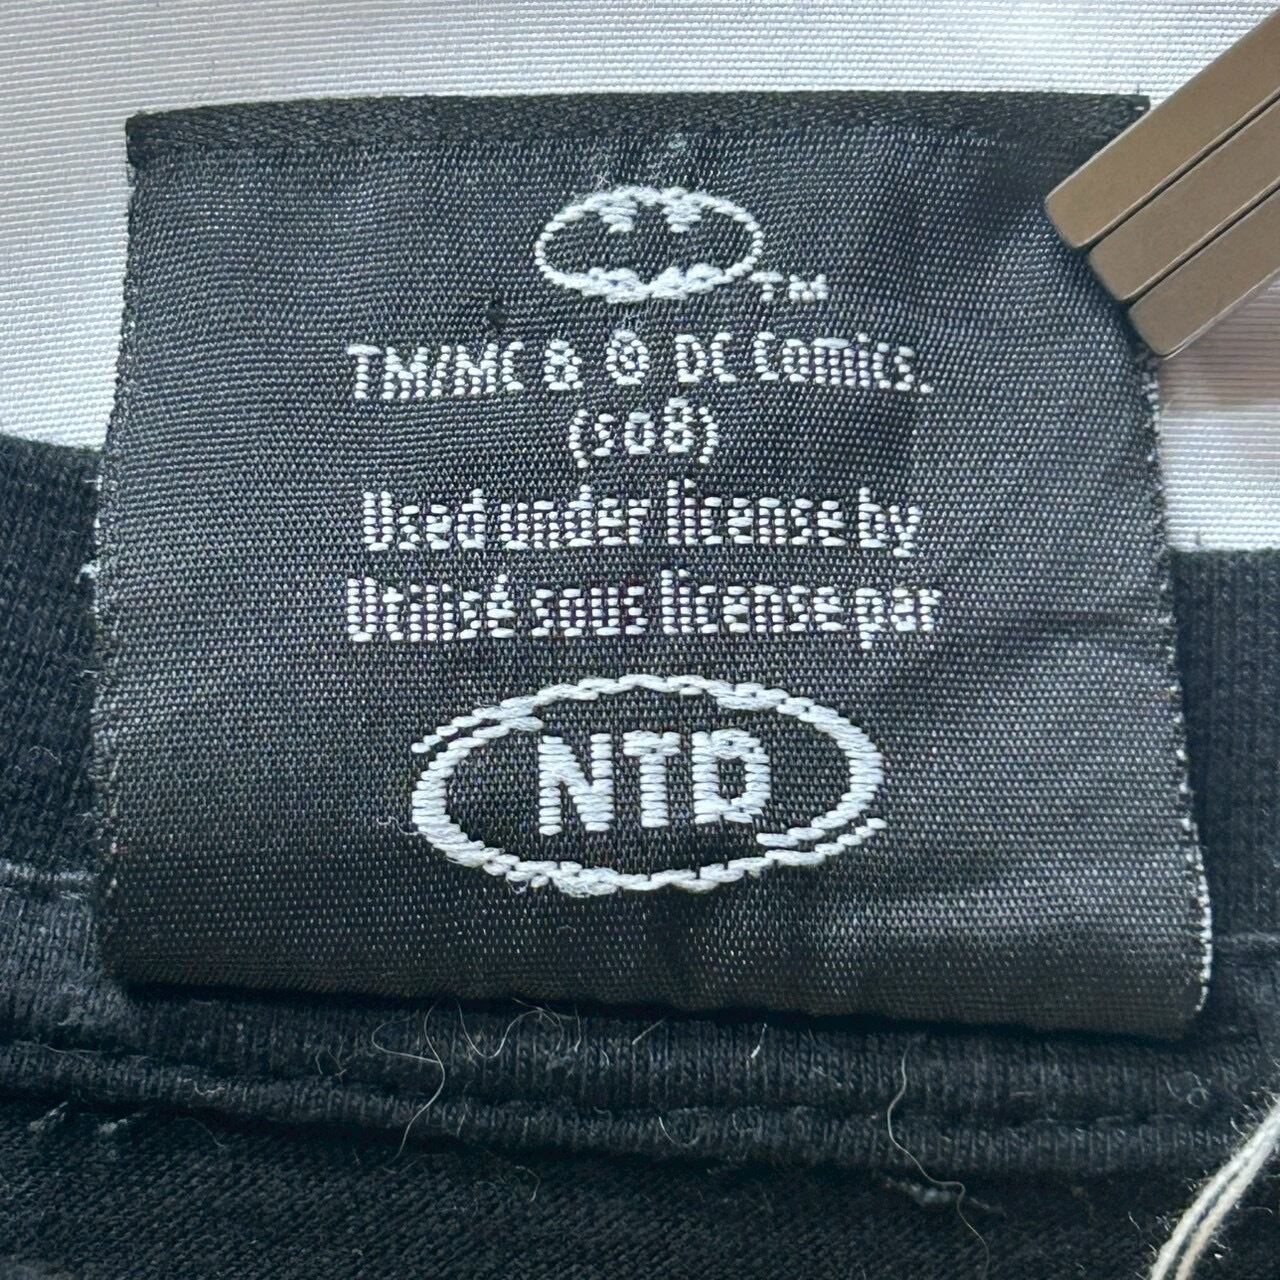 TM
TM/MC & © DC Comics.
(s08)
Used under license by
Utilisé sous license par
NTD